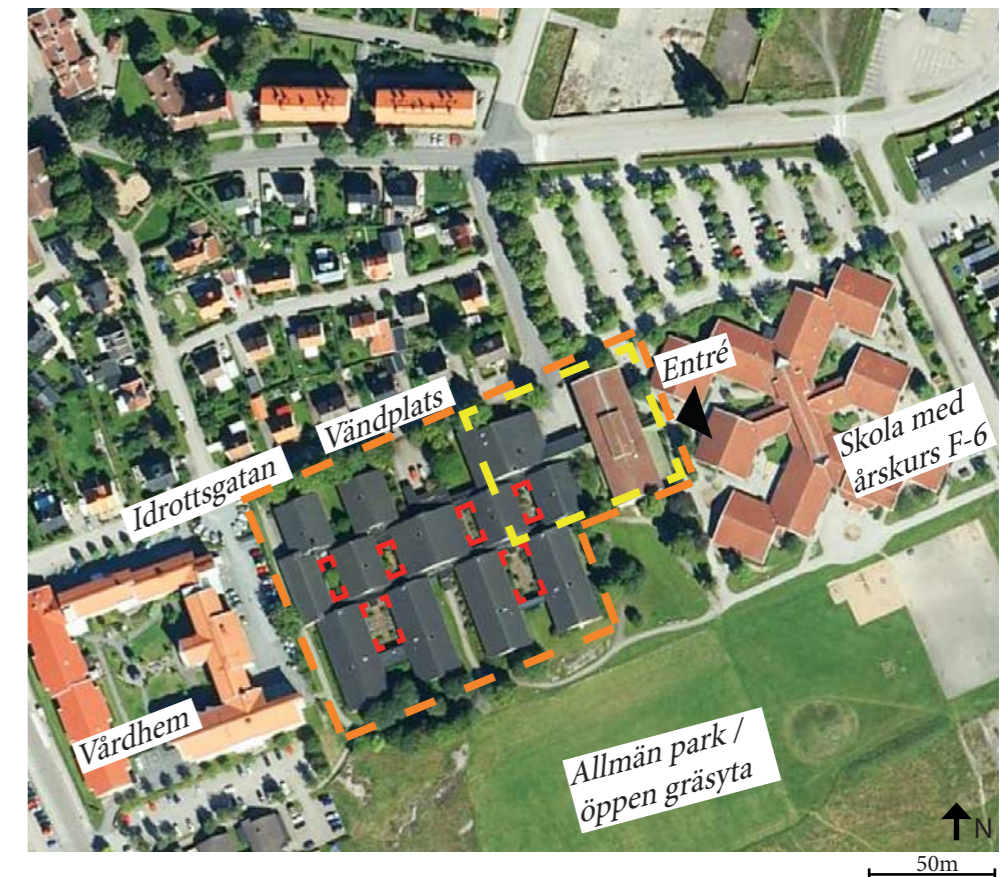 Entré
Vändplats
Skola med
årskurs F-6
Idrottsgatan
Vårdhem
Allmän park /
öppen gräsyta
N
50m